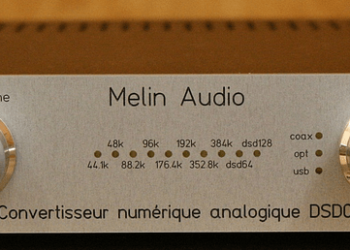 Melin Audio
48k 96k 192k 384k dsd128
44.1k 88.2k 176.4k 352.8k dsd64
coax
opt
usb
Convertisseur numérique analogique